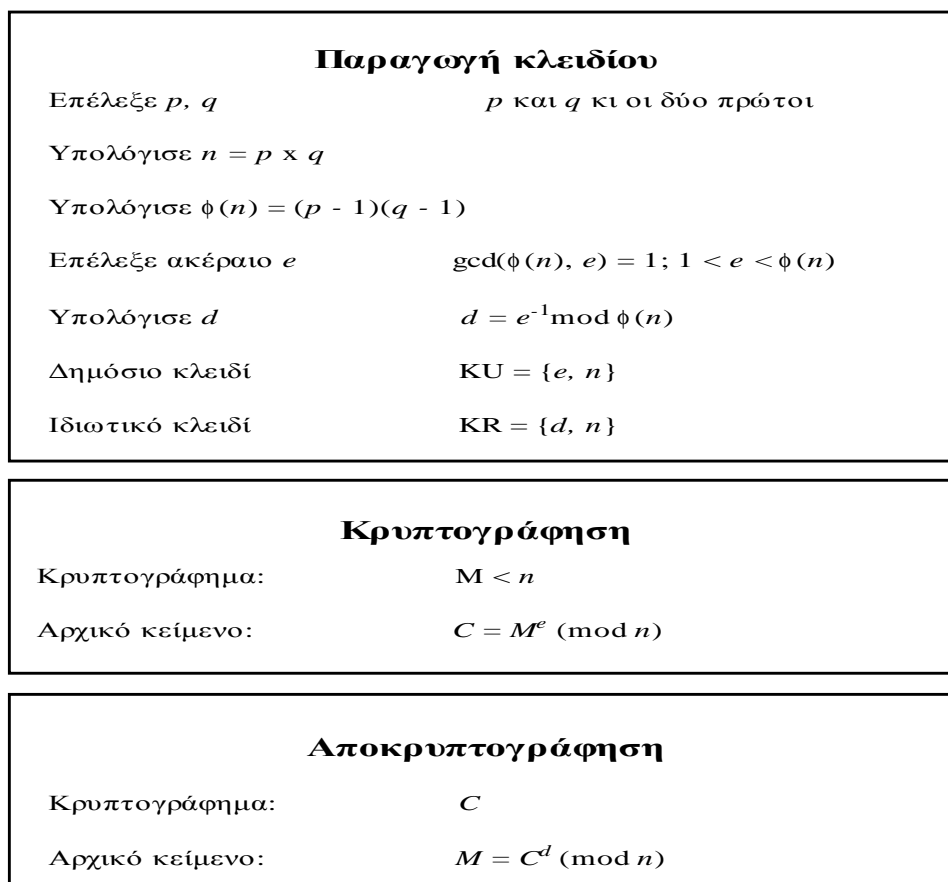 Παραγωγή κλειδίου
Επέλεξε p, q p και q κι οι δύο πρώτοι
Υπολόγισε n = p x q
Υπολόγισε ϕ(n) = (p - 1)(q - 1)
Επέλεξε ακέραιο e gcd(ϕ(n), e) = 1; 1 < e < ϕ(n)
Υπολόγισε d d = e⁻¹mod ϕ(n)
Δημόσιο κλειδί KU = {e, n}
Ιδιωτικό κλειδί KR = {d, n}
Κρυπτογράφηση
Κρυπτογράφημα: M < n
Αρχικό κείμενο: C = Mᵉ (mod n)
Αποκρυπτογράφηση
Κρυπτογράφημα: C
Αρχικό κείμενο: M = Cᵈ (mod n)